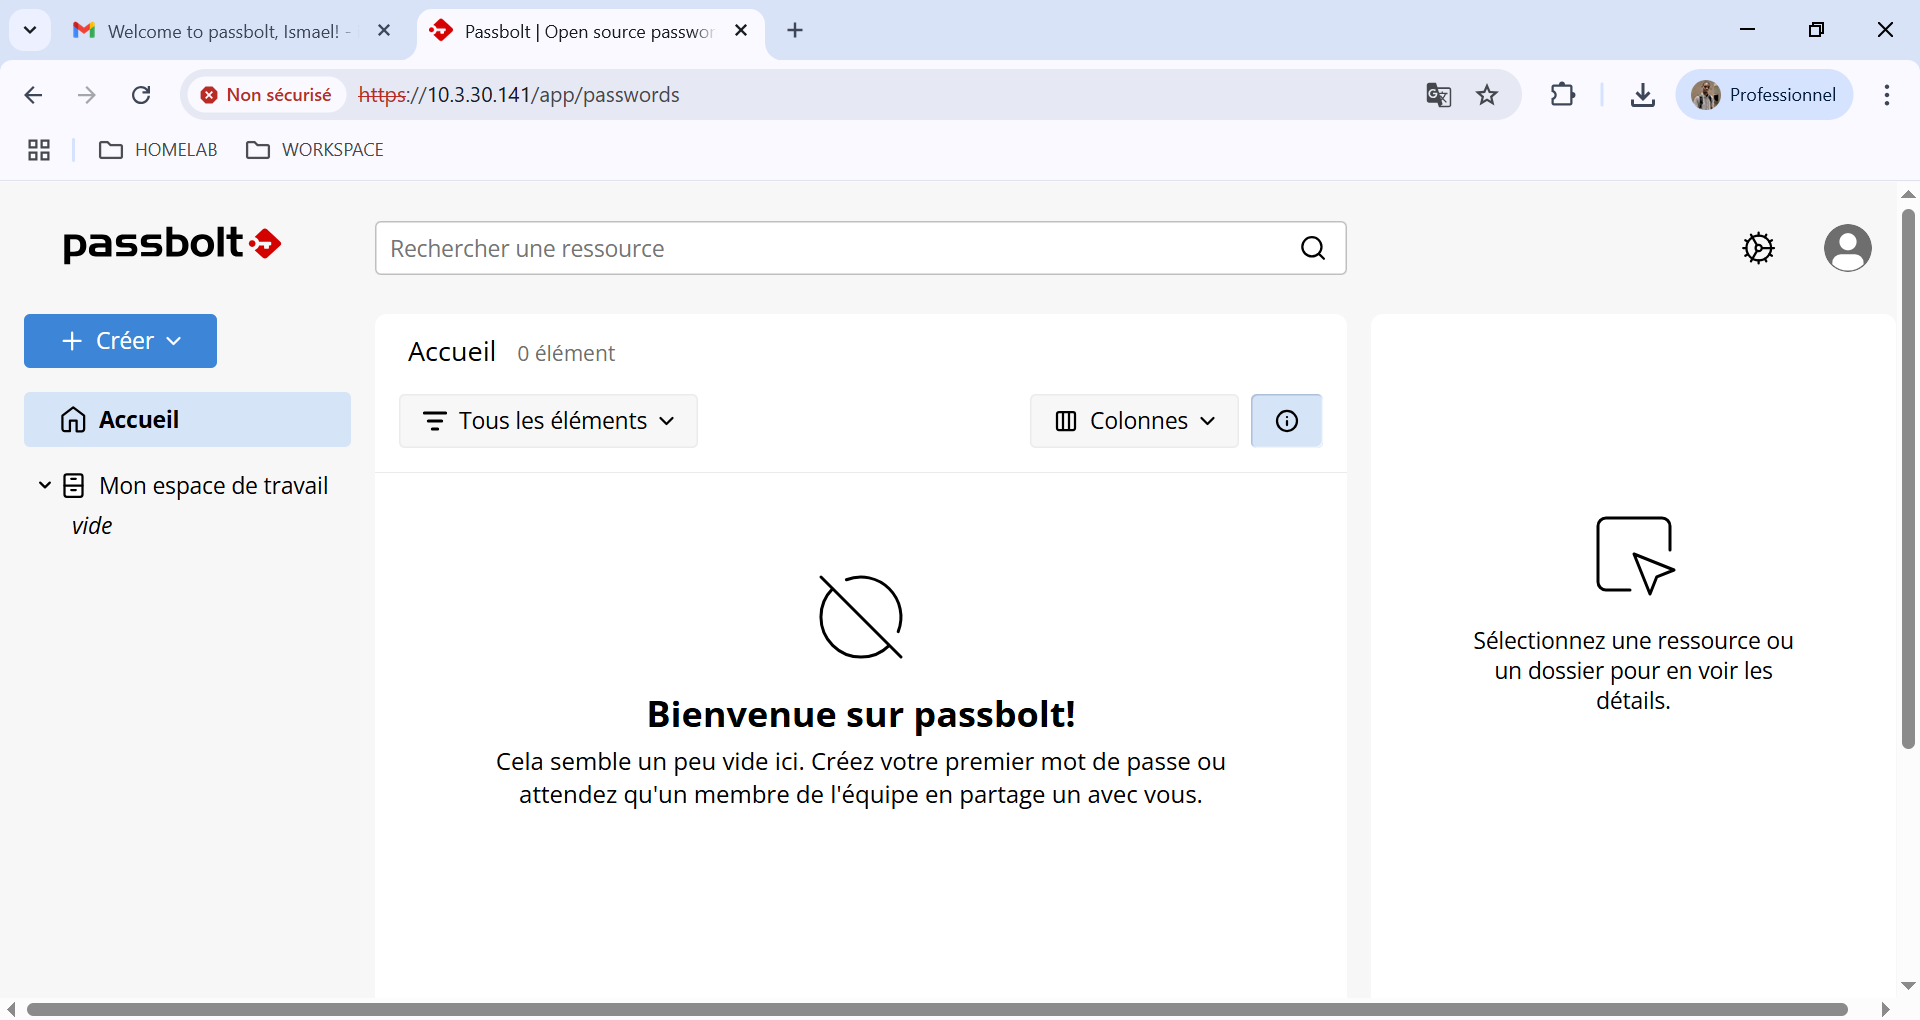 Welcome to passbolt, Ismael! -
Passbolt | Open source passwor
Non sécurisé
https://10.3.30.141/app/passwords
Professionnel
HOMELAB
WORKSPACE
passbolt
Rechercher une ressource
Créer
Accueil
Mon espace de travail
vide
Accueil 0 élément
Tous les éléments
Colonnes
Bienvenue sur passbolt!
Cela semble un peu vide ici. Créez votre premier mot de passe ou
attendez qu'un membre de l'équipe en partage un avec vous.
Sélectionnez une ressource ou
un dossier pour en voir les
détails.